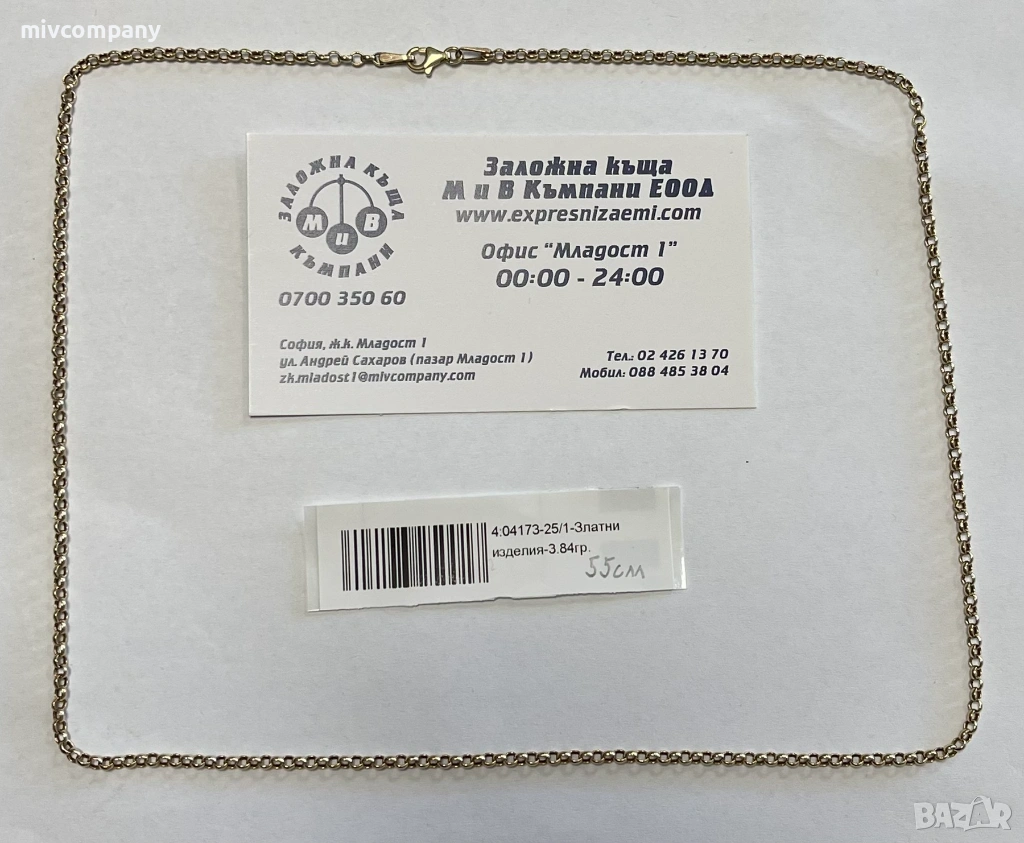 mivcompany
ЗАЛОЖНА КЪЩА
М и В
КЪМПАНИ
0700 350 60
Заложна къща
М и В Къмпани ЕООД
www.expresnizaemi.com
Офис "Младост 1"
00:00 - 24:00
София, ж.к. Младост 1
ул. Андрей Сахаров (пазар Младост 1)
zk.mladost1@mivcompany.com
Тел.: 02 426 13 70
Мобил: 088 485 38 04
4:04173-25/1-Златни
изделия-3.84гр.
55см
BAZAR